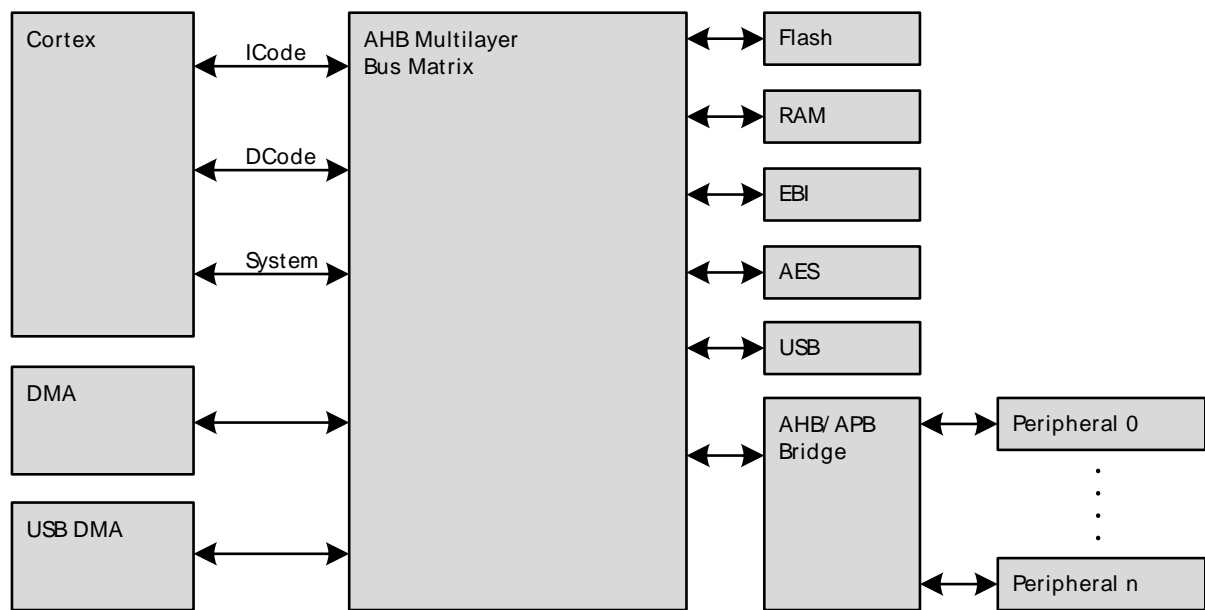 Cortex
ICode
DCode
System
DMA
USB DMA
AHB Multilayer
Bus Matrix
Flash
RAM
EBI
AES
USB
AHB/APB
Bridge
Peripheral 0
Peripheral n